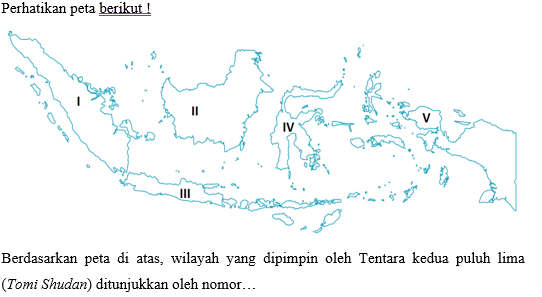 Perhatikan peta berikut !
I
II
III
IV
V
Berdasarkan peta di atas, wilayah yang dipimpin oleh Tentara kedua puluh lima
(Tomi Shudan) ditunjukkan oleh nomor…